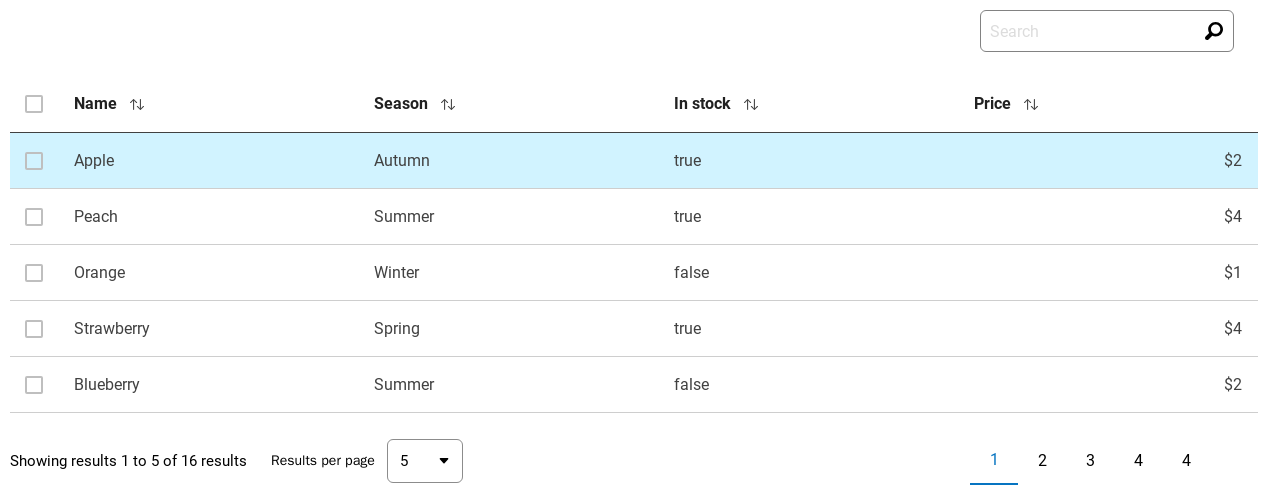 Search
Name Season In stock Price
Apple Autumn true $2
Peach Summer true $4
Orange Winter false $1
Strawberry Spring true $4
Blueberry Summer false $2
Showing results 1 to 5 of 16 results Results per page 5 1 2 3 4 4